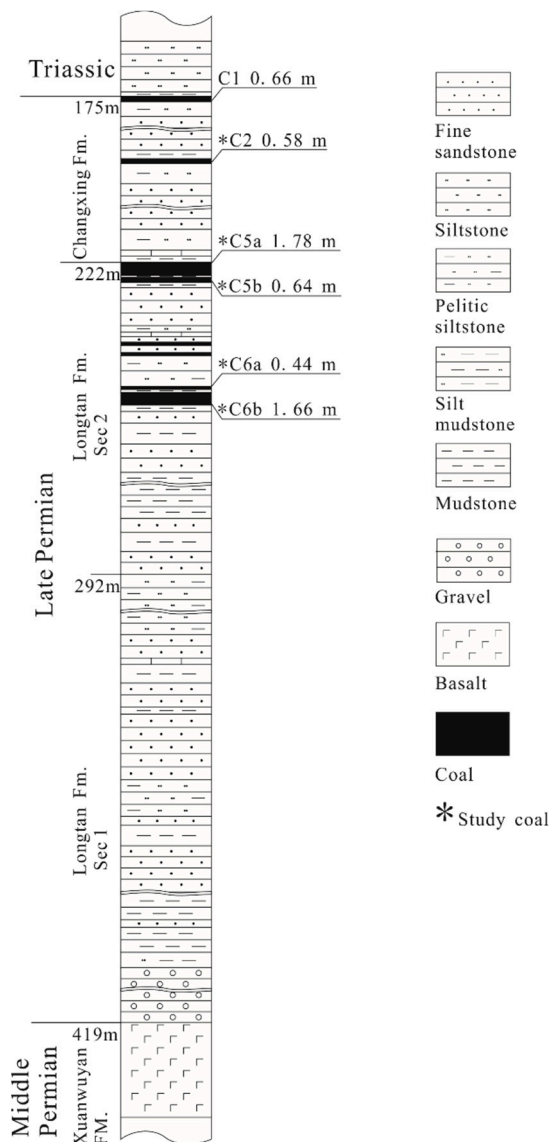 Triassic
C1 0.66 m
175m
*C2 0.58 m
Changxing Fm.
*C5a 1.78 m
222m
*C5b 0.64 m
*C6a 0.44 m
*C6b 1.66 m
Longtan Fm.
Sec 2
Late Permian
292m
Longtan Fm.
Sec 1
419m
Middle
Permian
Xuanwuyan
FM.
Fine
sandstone
Siltstone
Pelitic
siltstone
Silt
mudstone
Mudstone
Gravel
Basalt
Coal
* Study coal